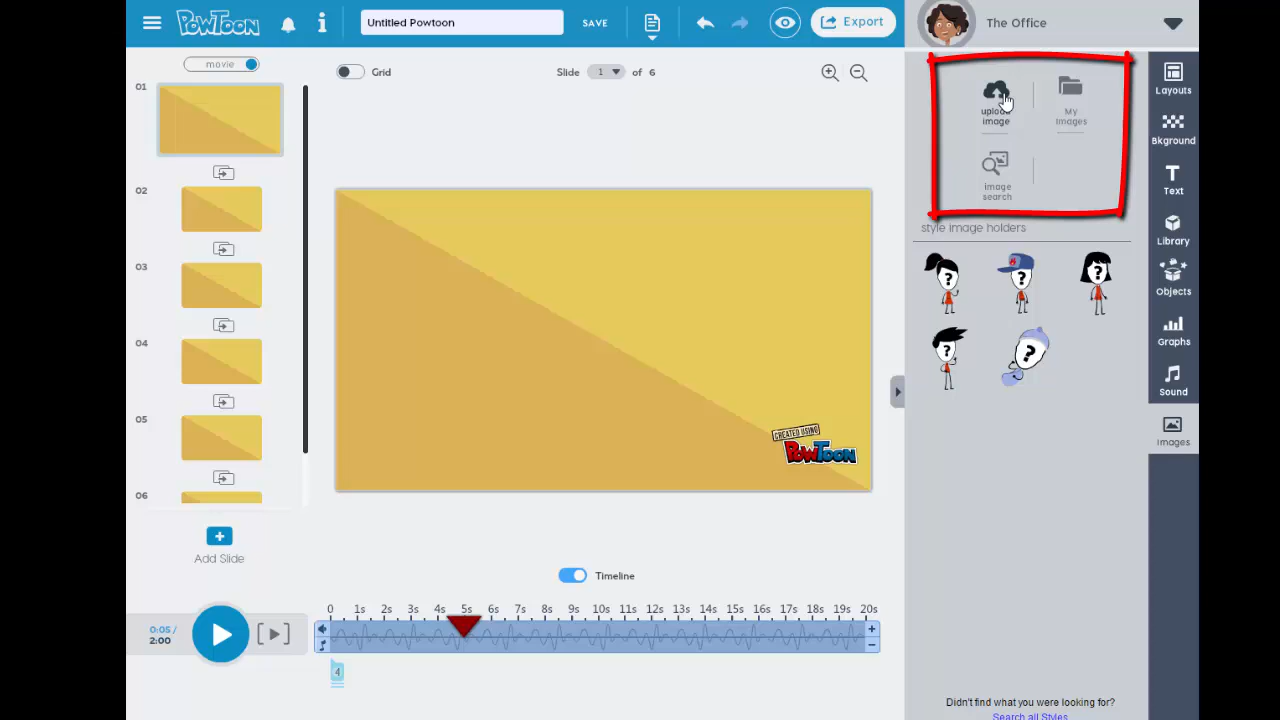 POWTOON
i
Untitled Powtoon
SAVE
Export
The Office
movie
Grid
Slide 1 of 6
01
02
03
04
05
06
Add Slide
upload image
My Images
image search
style image holders
?
?
?
?
?
Layouts
Bkground
Text
Library
Objects
Graphs
Sound
Images
CREATED USING
POWTOON
Timeline
0 1s 2s 3s 4s 5s 6s 7s 8s 9s 10s 11s 12s 13s 14s 15s 16s 17s 18s 19s 20s
0:05 /
2:00
4
Didn't find what you were looking for?
Search all Styles